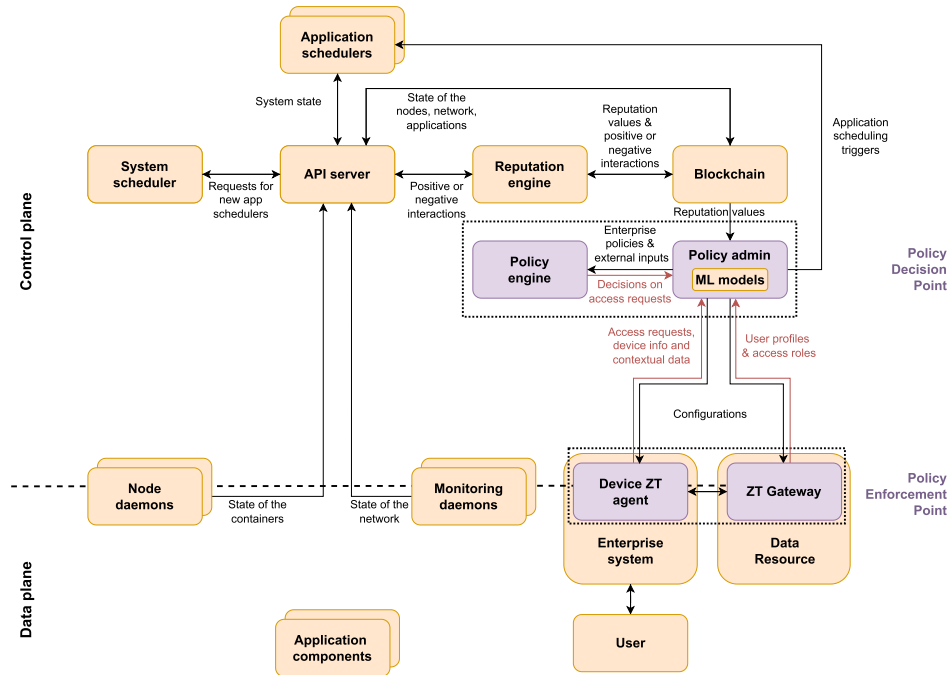 Application
schedulers
System state
State of the
nodes, network,
applications
Reputation
values &
positive or
negative
interactions
Application
scheduling
triggers
System
scheduler
Requests for
new app
schedulers
API server
Positive or
negative
interactions
Reputation
engine
Blockchain
Reputation values
Control plane
Enterprise
policies &
external inputs
Policy
engine
Decisions on
access requests
Policy admin
ML models
Policy
Decision
Point
Access requests,
device info and
contextual data
User profiles
& access roles
Configurations
Node
daemons
State of the
containers
State of the
network
Monitoring
daemons
Device ZT
agent
ZT Gateway
Policy
Enforcement
Point
Enterprise
system
Data
Resource
Data plane
Application
components
User